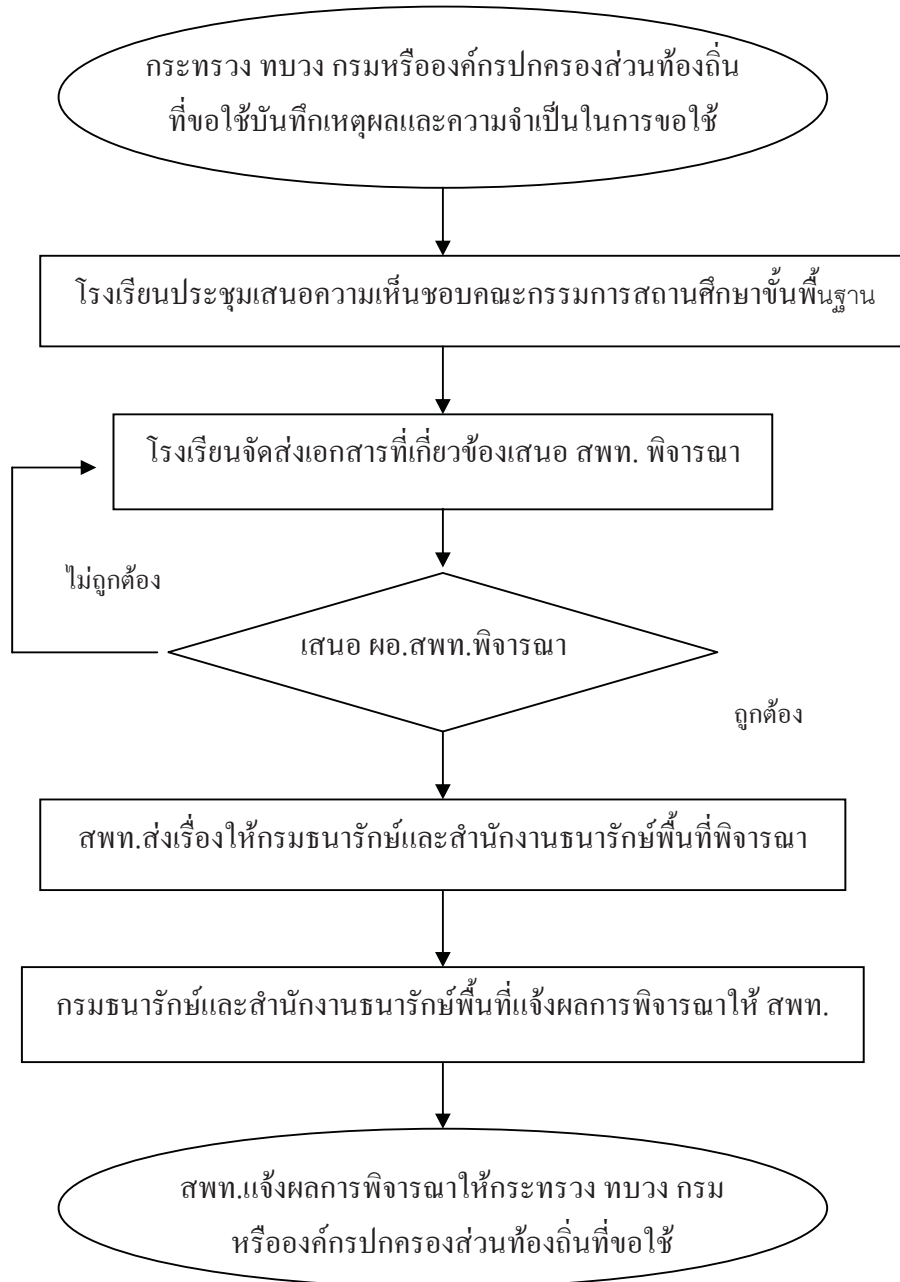 กระทรวง ทบวง กรมหรือองค์กรปกครองส่วนท้องถิ่น
ที่ขอใช้บันทึกเหตุผลและความจำเป็นในการขอใช้
โรงเรียนประชุมเสนอความเห็นชอบคณะกรรมการสถานศึกษาขั้นพื้นฐาน
โรงเรียนจัดส่งเอกสารที่เกี่ยวข้องเสนอ สพท. พิจารณา
ไม่ถูกต้อง
เสนอ ผอ.สพท.พิจารณา
ถูกต้อง
สพท.ส่งเรื่องให้กรมธนารักษ์และสำนักงานธนารักษ์พื้นที่พิจารณา
กรมธนารักษ์และสำนักงานธนารักษ์พื้นที่แจ้งผลการพิจารณาให้ สพท.
สพท.แจ้งผลการพิจารณาให้กระทรวง ทบวง กรม
หรือองค์กรปกครองส่วนท้องถิ่นที่ขอใช้